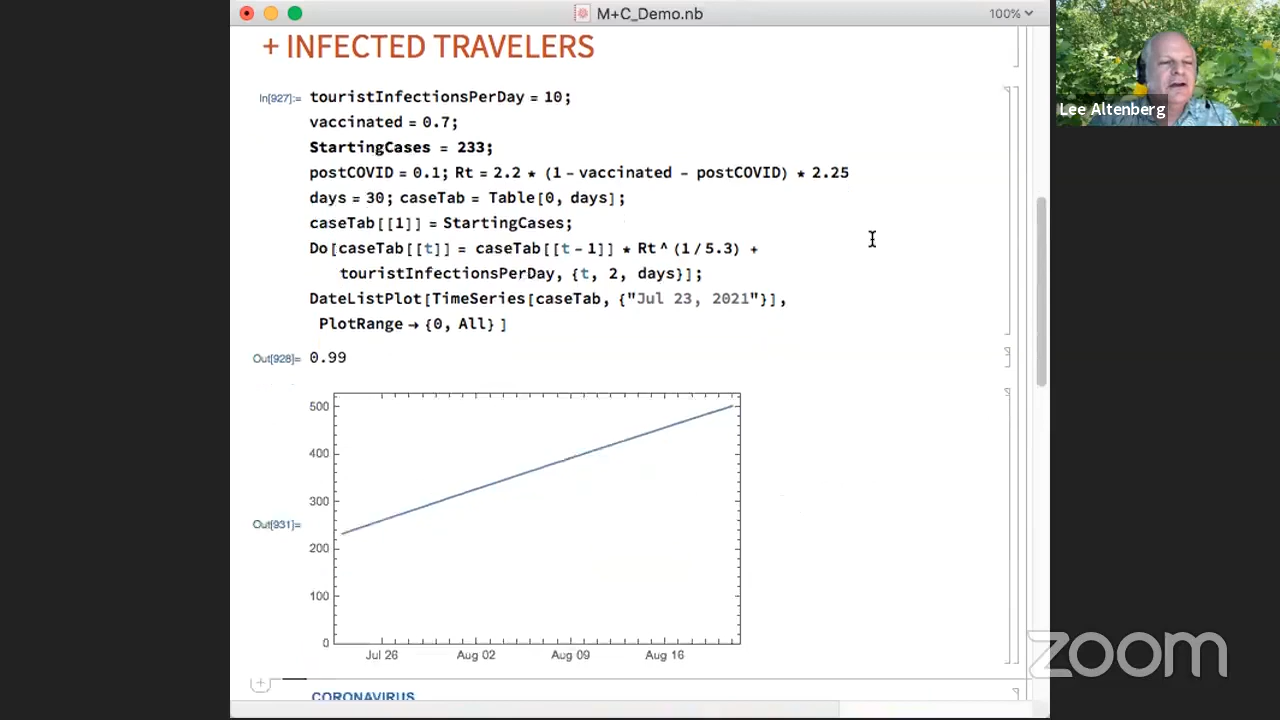 M+C_Demo.nb
100%
+ INFECTED TRAVELERS
In[927]:= touristInfectionsPerDay = 10;
vaccinated = 0.7;
StartingCases = 233;
postCOVID = 0.1; Rt = 2.2 * (1 - vaccinated - postCOVID) * 2.25
days = 30; caseTab = Table[0, days];
caseTab[[1]] = StartingCases;
Do[caseTab[[t]] = caseTab[[t - 1]] * Rt ^ (1 / 5.3) +
touristInfectionsPerDay, {t, 2, days}];
DateListPlot[TimeSeries[caseTab, {"Jul 23, 2021"}],
PlotRange → {0, All} ]
Out[928]= 0.99
Out[931]=
500
400
300
200
100
0
Jul 26 Aug 02 Aug 09 Aug 16
CORONAVIRUS
Lee Altenberg
zoom